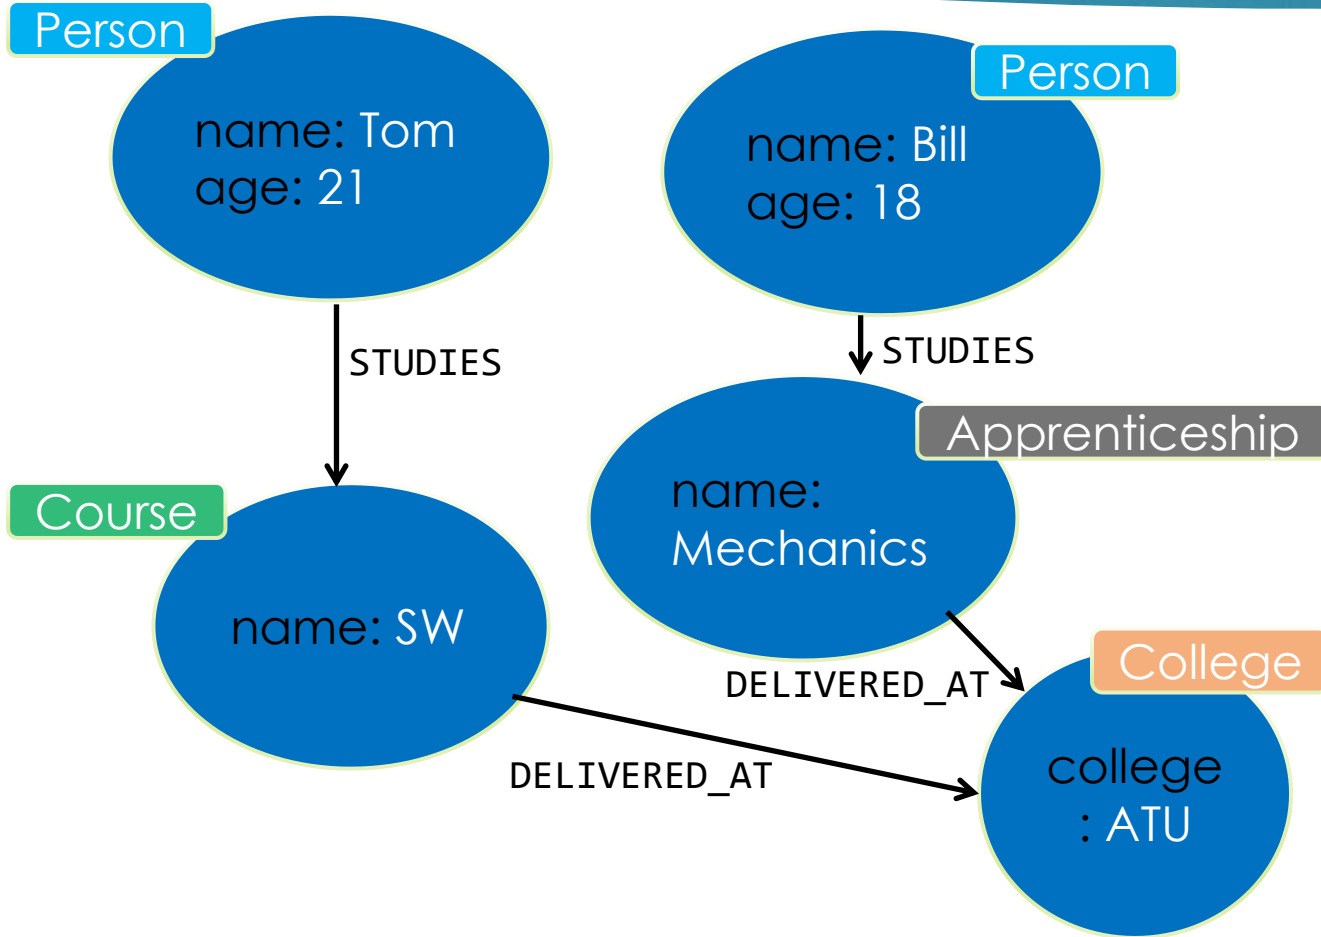 Person
name: Tom
age: 21
Person
name: Bill
age: 18
STUDIES
STUDIES
Apprenticeship
name:
Mechanics
Course
name: SW
DELIVERED_AT
College
college
: ATU
DELIVERED_AT